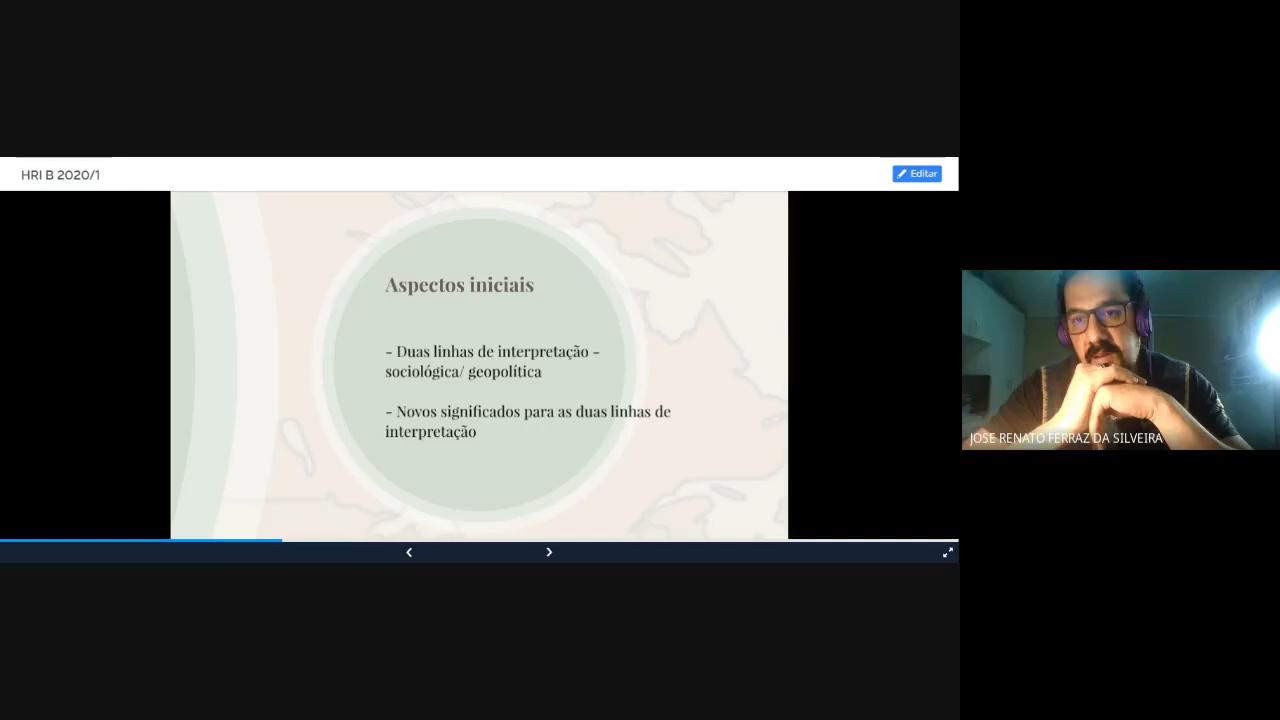 HRI B 2020/1
Editar
Aspectos iniciais
- Duas linhas de interpretação -
sociológica/ geopolítica
- Novos significados para as duas linhas de
interpretação
JOSE RENATO FERRAZ DA SILVEIRA